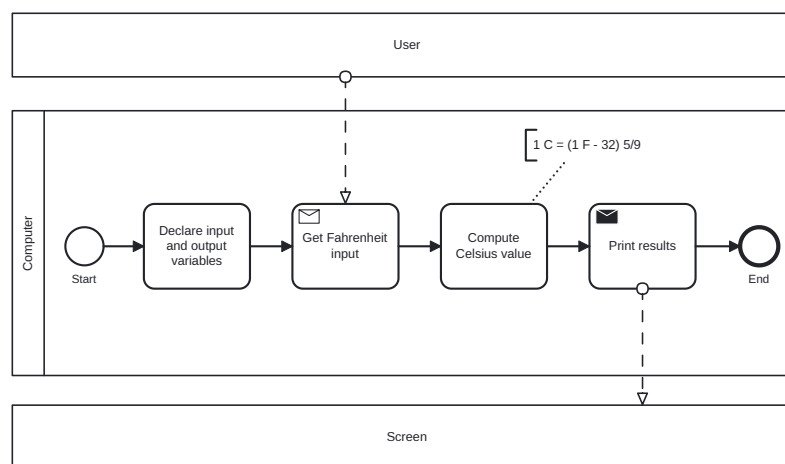 User
1 C = (1 F - 32) 5/9
Computer
Declare input
and output
variables
Get Fahrenheit
input
Compute
Celsius value
Print results
Start
End
Screen